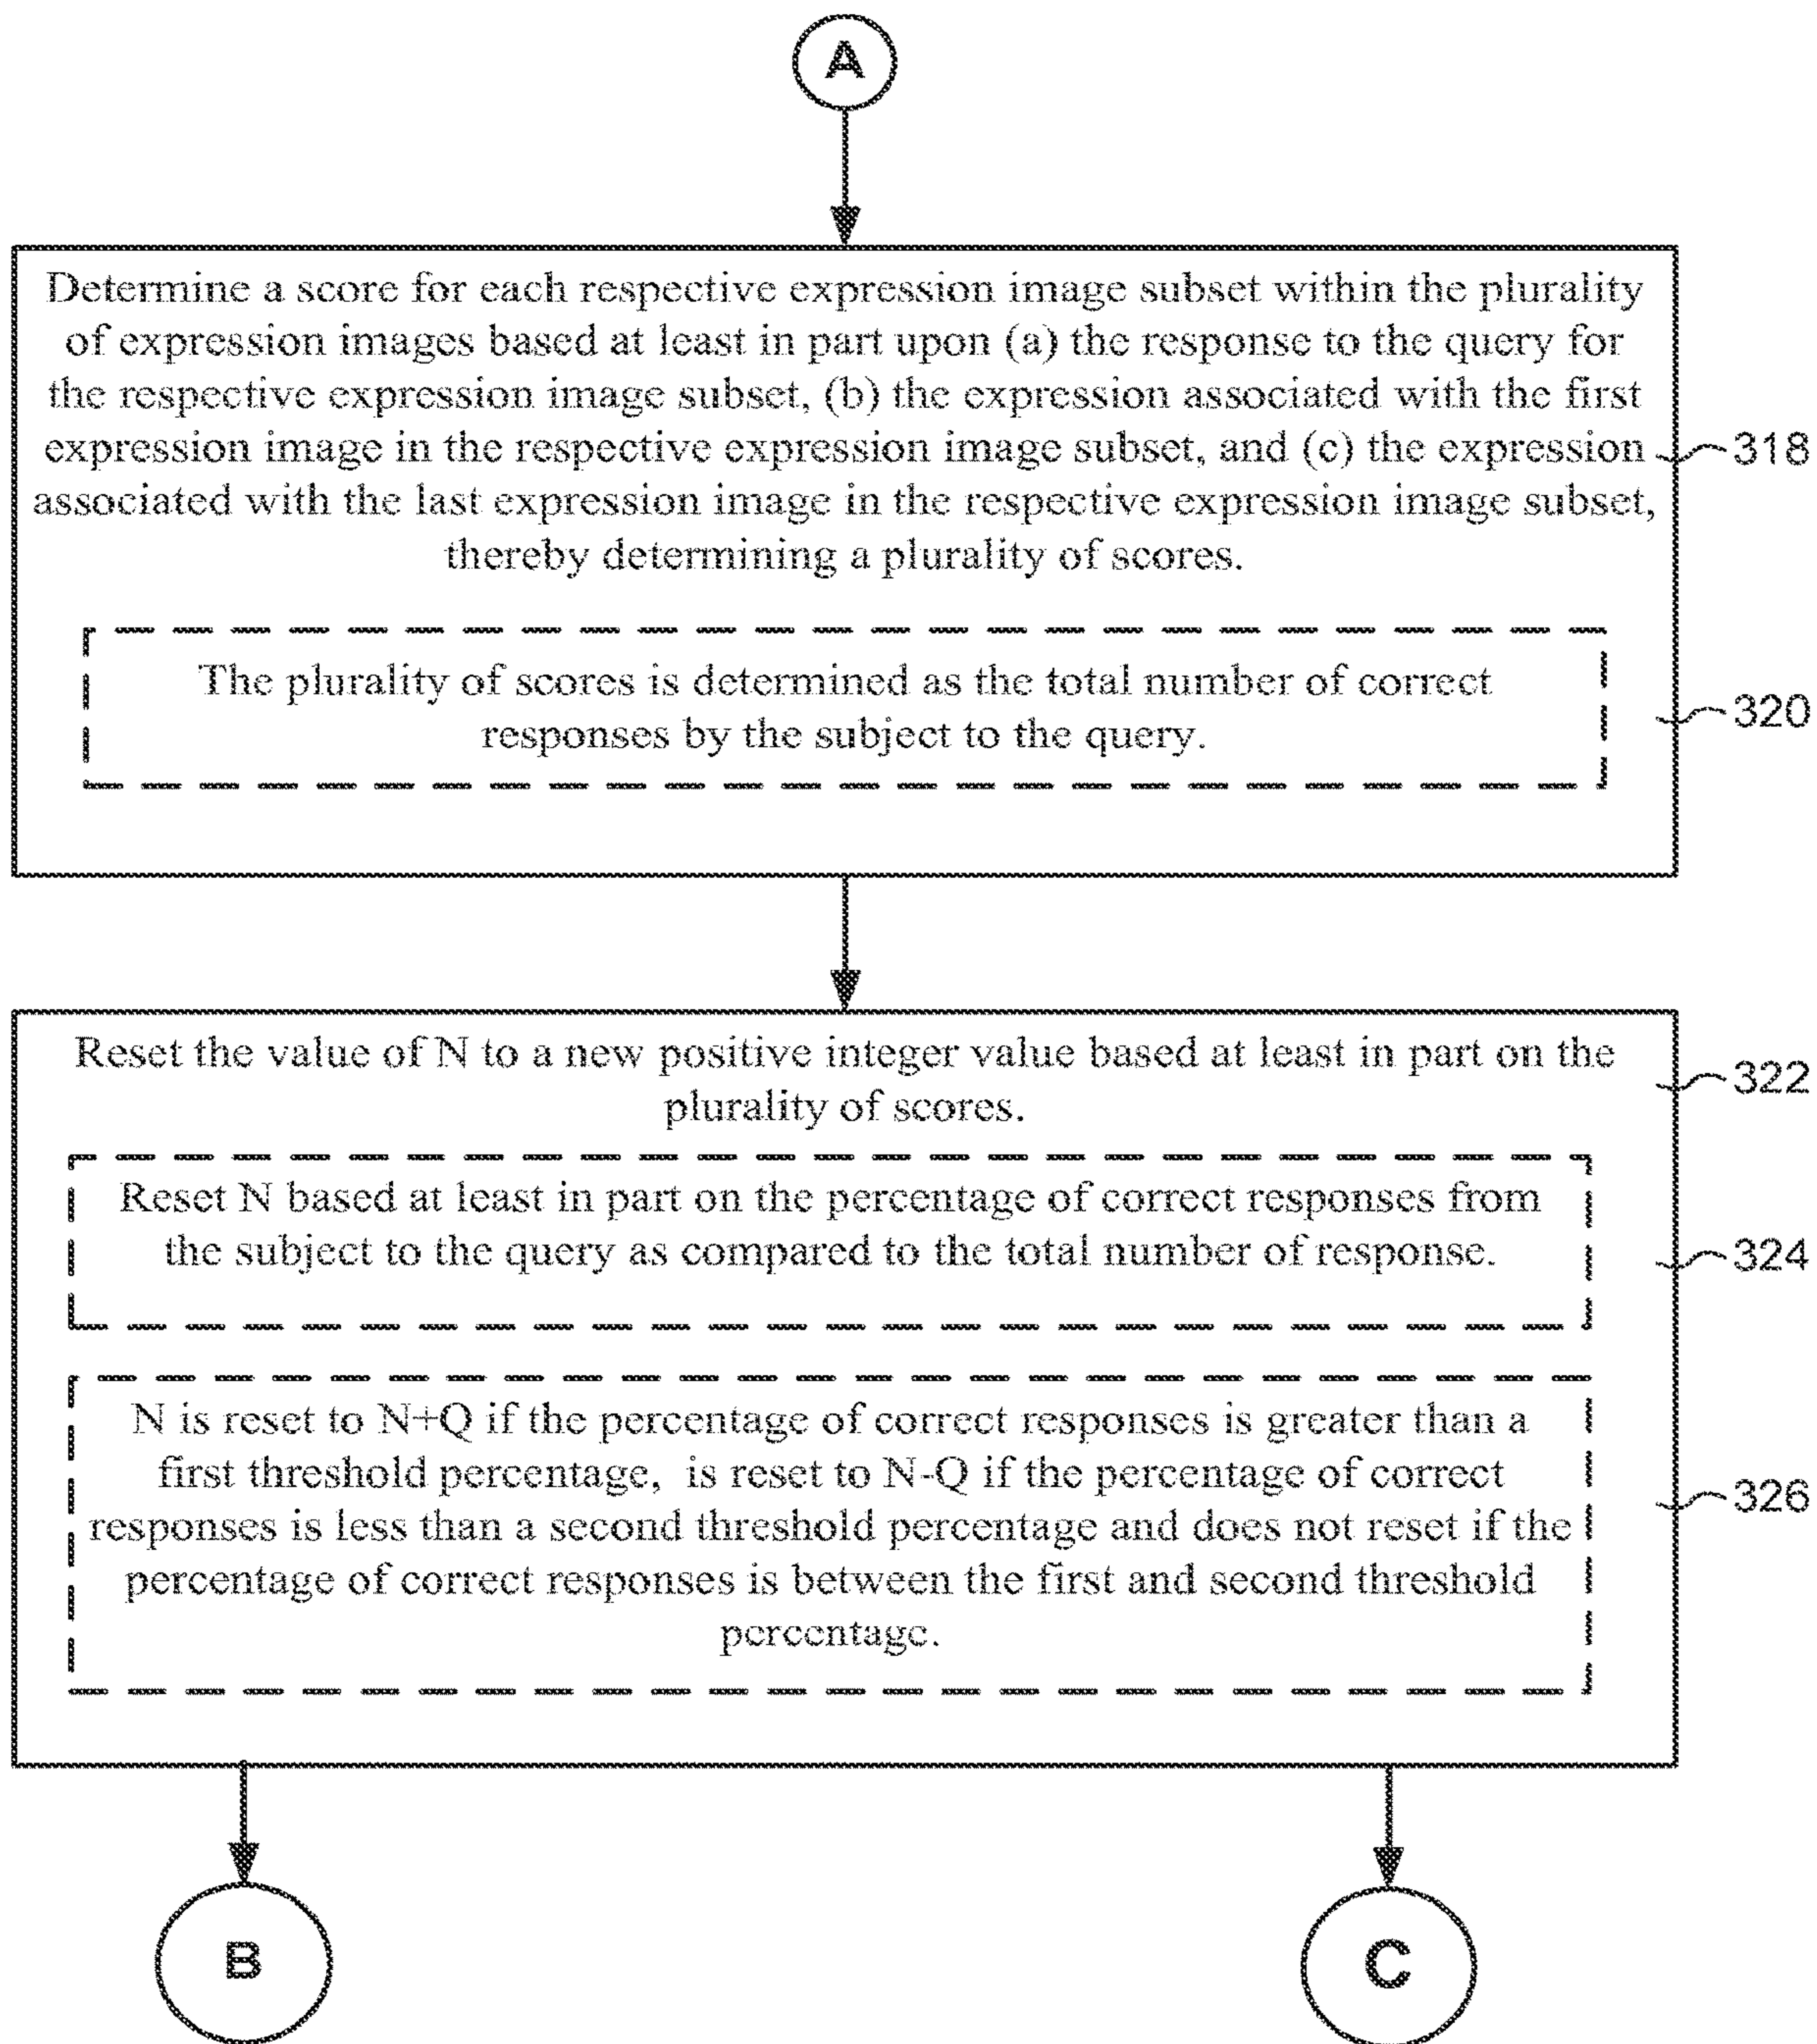 A
Determine a score for each respective expression image subset within the plurality
of expression images based at least in part upon (a) the response to the query for
the respective expression image subset, (b) the expression associated with the first
expression image in the respective expression image subset, and (c) the expression
associated with the last expression image in the respective expression image subset,
thereby determining a plurality of scores.
318
The plurality of scores is determined as the total number of correct
responses by the subject to the query.
320
Reset the value of N to a new positive integer value based at least in part on the
plurality of scores.
322
Reset N based at least in part on the percentage of correct responses from
the subject to the query as compared to the total number of response.
324
N is reset to N+Q if the percentage of correct responses is greater than a
first threshold percentage, is reset to N-Q if the percentage of correct
responses is less than a second threshold percentage and does not reset if the
percentage of correct responses is between the first and second threshold
percentage.
326
B
C